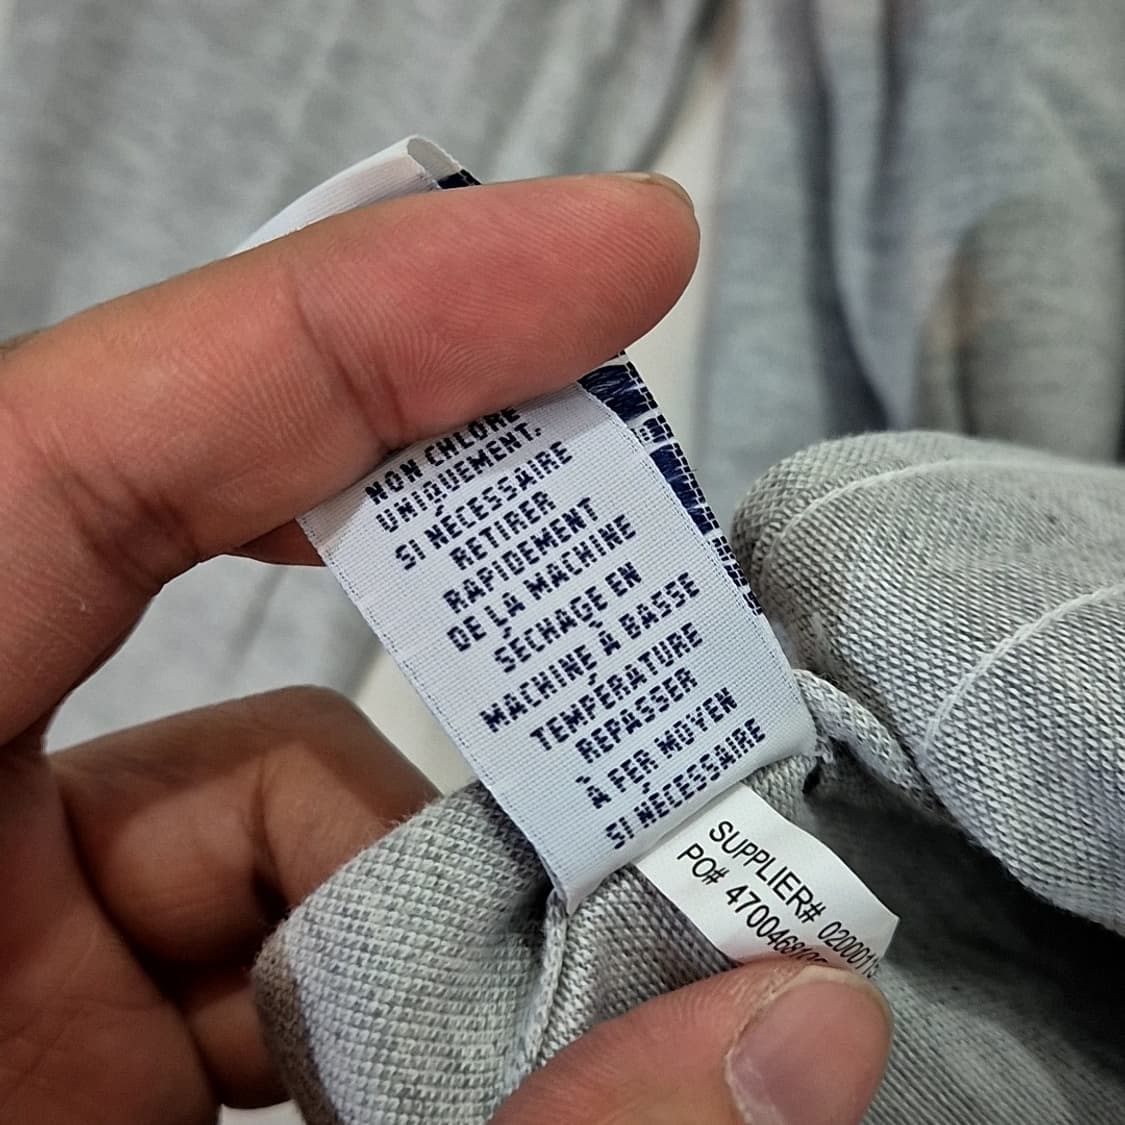 NON CHLORE
UNIQUEMENT.
SI NÉCESSAIRE
RETIRER
RAPIDEMENT
DE LA MACHINE
SÉCHAGE EN
MACHINE À BASSE
TEMPÉRATURE
REPASSER
À FER MOYEN
SI NÉCESSAIRE
SUPPLIER#
PO#